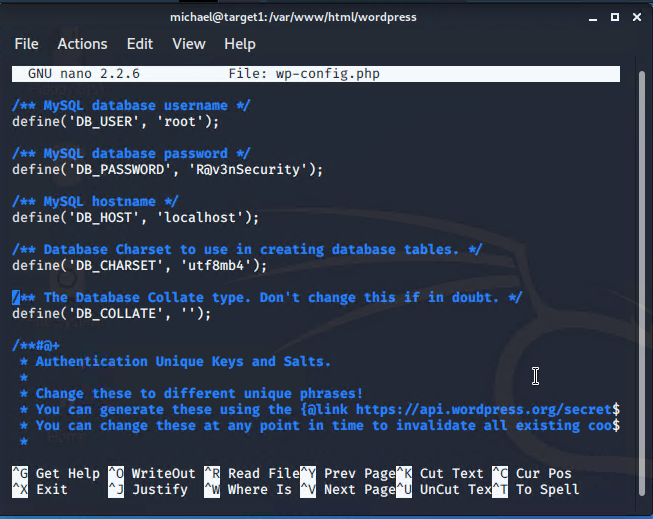 michael@target1: /var/www/html/wordpress
File Actions Edit View Help
GNU nano 2.2.6 File: wp-config.php
/** MySQL database username */
define('DB_USER', 'root');
/** MySQL database password */
define('DB_PASSWORD', 'R@v3nSecurity');
/** MySQL hostname */
define('DB_HOST', 'localhost');
/** Database Charset to use in creating database tables. */
define('DB_CHARSET', 'utf8mb4');
/** The Database Collate type. Don't change this if in doubt. */
define('DB_COLLATE', '');
/**#@+
* Authentication Unique Keys and Salts.
*
* Change these to different unique phrases!
* You can generate these using the {@link https://api.wordpress.org/secret$
* You can change these at any point in time to invalidate all existing coo$
*
^G Get Help ^O WriteOut ^R Read File ^Y Prev Page ^K Cut Text ^C Cur Pos
^X Exit ^J Justify ^W Where Is ^V Next Page ^U UnCut Tex ^T To Spell